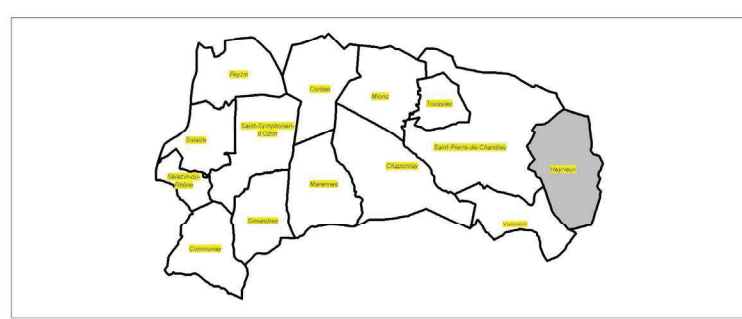 Feyzin
Corbas
Mions
Toussieu
Saint-Symphorien-
d'Ozon
Solaize
Saint-Pierre-de-Chandieu
Chaponnay
Heyrieux
Sérézin-du-
Rhône
Marennes
Simandres
Valencin
Communay